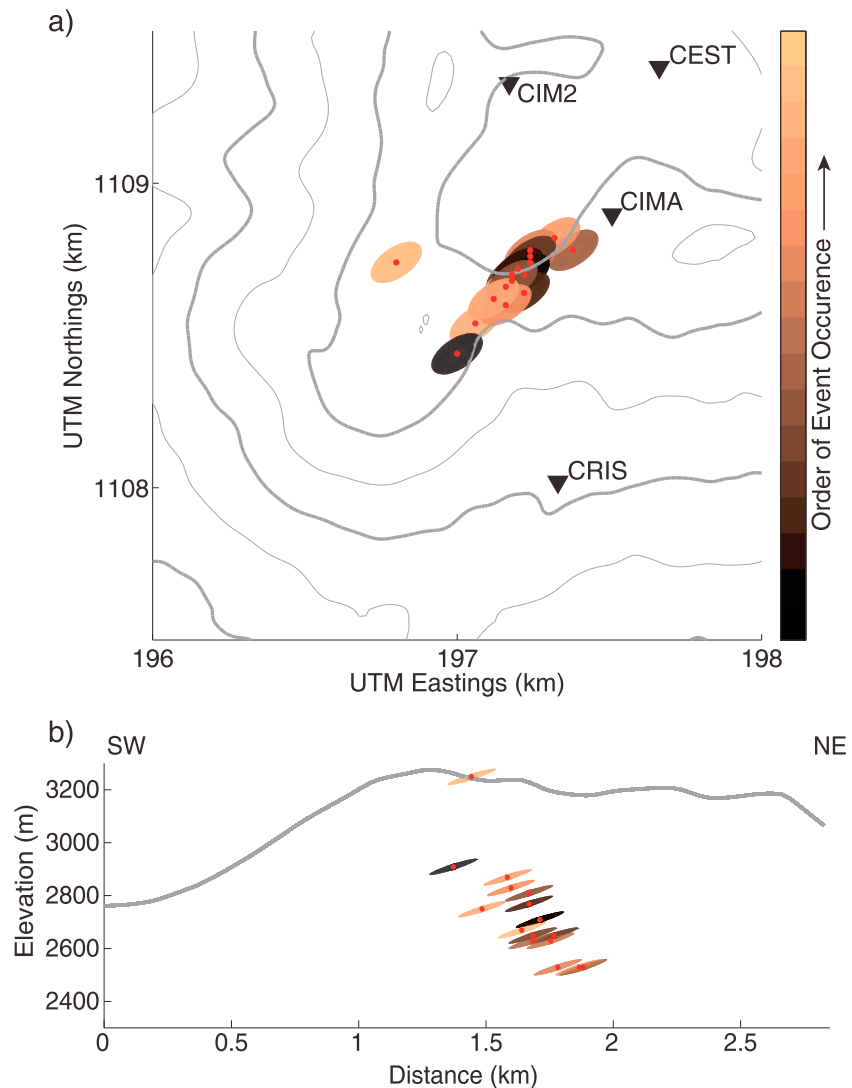 a)
CEST
CIM2
1109
CIMA
UTM Northings (km)
Order of Event Occurence
CRIS
1108
196
197
198
UTM Eastings (km)
b)
SW
NE
3200
3000
2800
2600
2400
Elevation (m)
0
0.5
1
1.5
2
2.5
Distance (km)